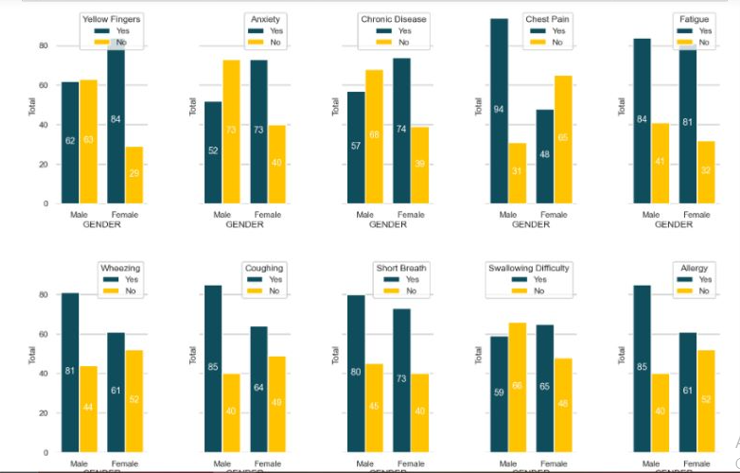 Yellow Fingers
Yes
No
Total
80
60
40
20
0
62
63
84
29
Male
Female
GENDER
Anxiety
Yes
No
Total
52
73
73
40
Male
Female
GENDER
Chronic Disease
Yes
No
Total
57
68
74
39
Male
Female
GENDER
Chest Pain
Yes
No
Total
94
31
48
65
Male
Female
GENDER
Fatigue
Yes
No
Total
84
41
81
32
Male
Female
GENDER
Wheezing
Yes
No
Total
80
60
40
20
0
81
44
61
52
Male
Female
GENDER
Coughing
Yes
No
Total
85
40
64
49
Male
Female
GENDER
Short Breath
Yes
No
Total
80
45
73
40
Male
Female
GENDER
Swallowing Difficulty
Yes
No
Total
59
66
65
48
Male
Female
GENDER
Allergy
Yes
No
Total
85
40
61
52
Male
Female
GENDER